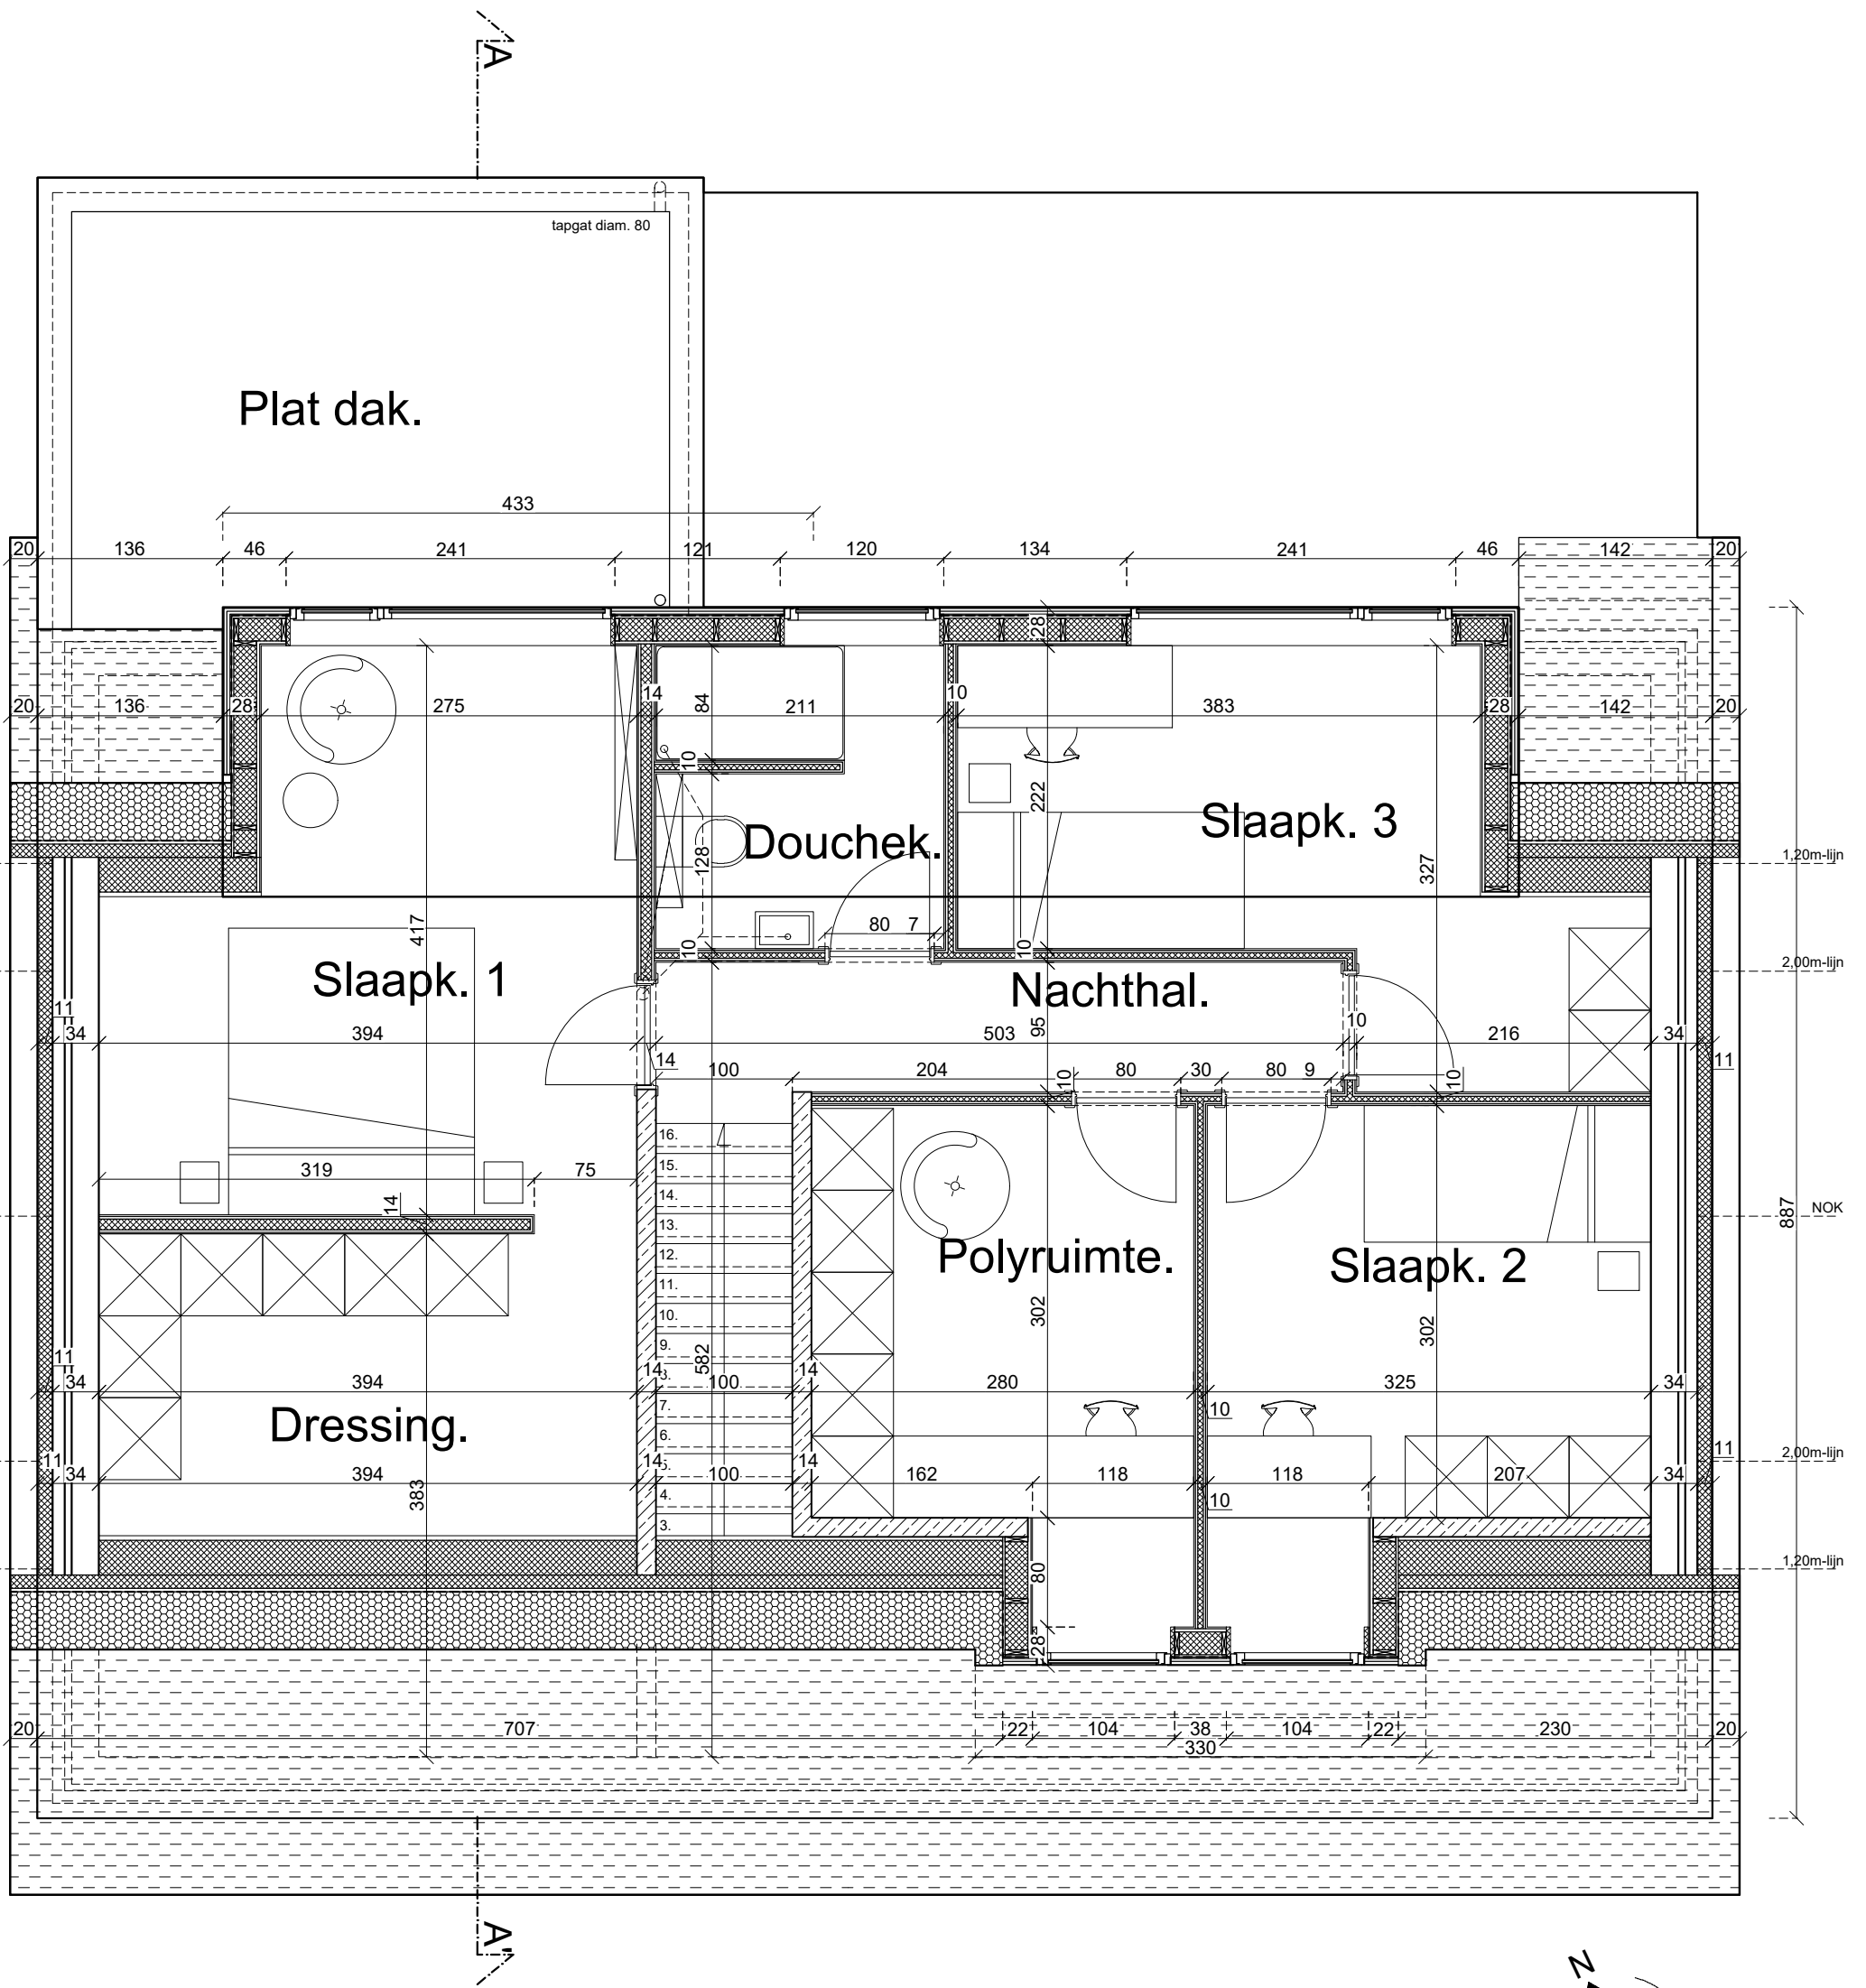 A
tapgat diam. 80
Plat dak.
433
20 136 46 241 121 120 134 241 46 142 20
28
20 136 28 275 14 84 211 10 383 28 142 20
10
222
Slaapk. 3
Douchek.
128
327
1,20m-lijn
417
80 7
10
10
2,00m-lijn
Slaapk. 1
Nachthal.
11
34 394 503 95 10 216 34
14
11
100 204 10 80 30 80 9 10
16.
15.
319 75
14.
14
13.
887
NOK
12.
Polyruimte.
Slaapk. 2
11.
10.
302
302
9.
582
11
14 14
3.
34 394 100 280 325 34
7.
10
Dressing.
6.
11
2,00m-lijn
11
14 5. 14
34 394 100 162 118 118 207 34
383
4.
10
3.
1,20m-lijn
80
28
20 707 22 104 38 104 22 230 20
330
A'
N